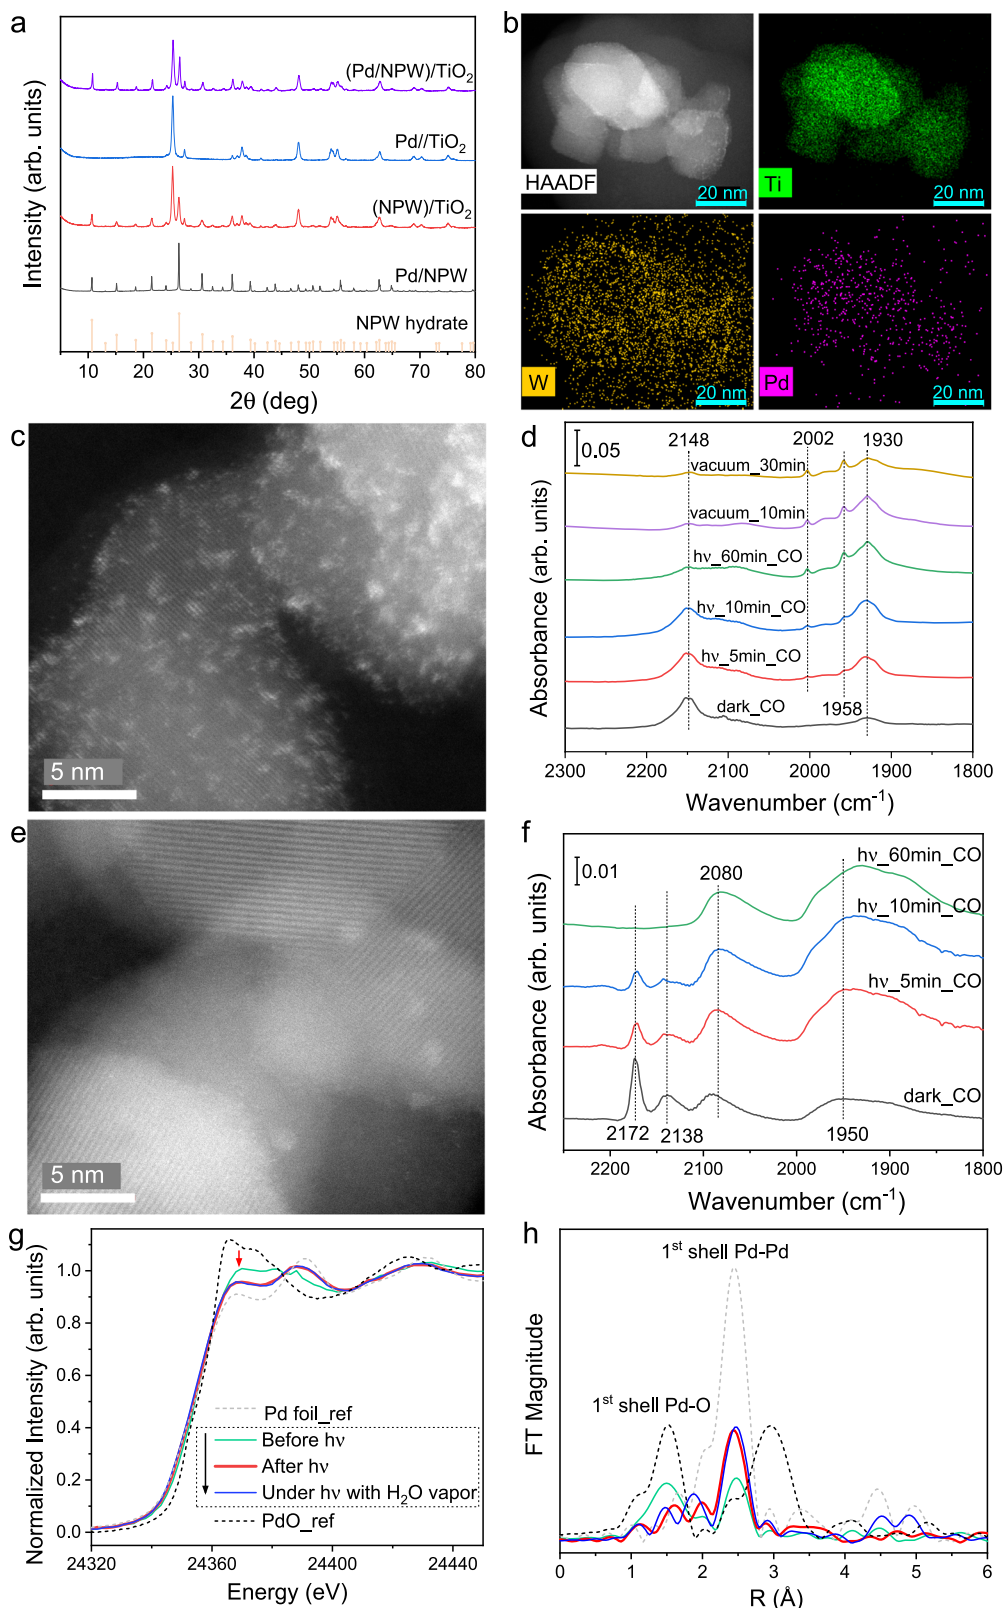 a
Intensity (arb. units)
(Pd/NPW)/TiO2
Pd//TiO2
(NPW)/TiO2
Pd/NPW
NPW hydrate
10 20 30 40 50 60 70 80
2θ (deg)
b
HAADF
20 nm
Ti
20 nm
W
20 nm
Pd
20 nm
c
5 nm
d
Absorbance (arb. units)
0.05
2148 2002 1930
vacuum_30min
vacuum_10min
hν_60min_CO
hν_10min_CO
hν_5min_CO
dark_CO
1958
2300 2200 2100 2000 1900 1800
Wavenumber (cm-1)
e
5 nm
f
Absorbance (arb. units)
0.01
2080
hν_60min_CO
hν_10min_CO
hν_5min_CO
dark_CO
2172 2138 1950
2200 2100 2000 1900 1800
Wavenumber (cm-1)
g
Normalized Intensity (arb. units)
1.0
0.8
0.6
0.4
0.2
0.0
Pd foil_ref
Before hν
After hν
Under hν with H2O vapor
PdO_ref
24320 24360 24400 24440
Energy (eV)
h
FT Magnitude
1st shell Pd-Pd
1st shell Pd-O
0 1 2 3 4 5 6
R (Å)